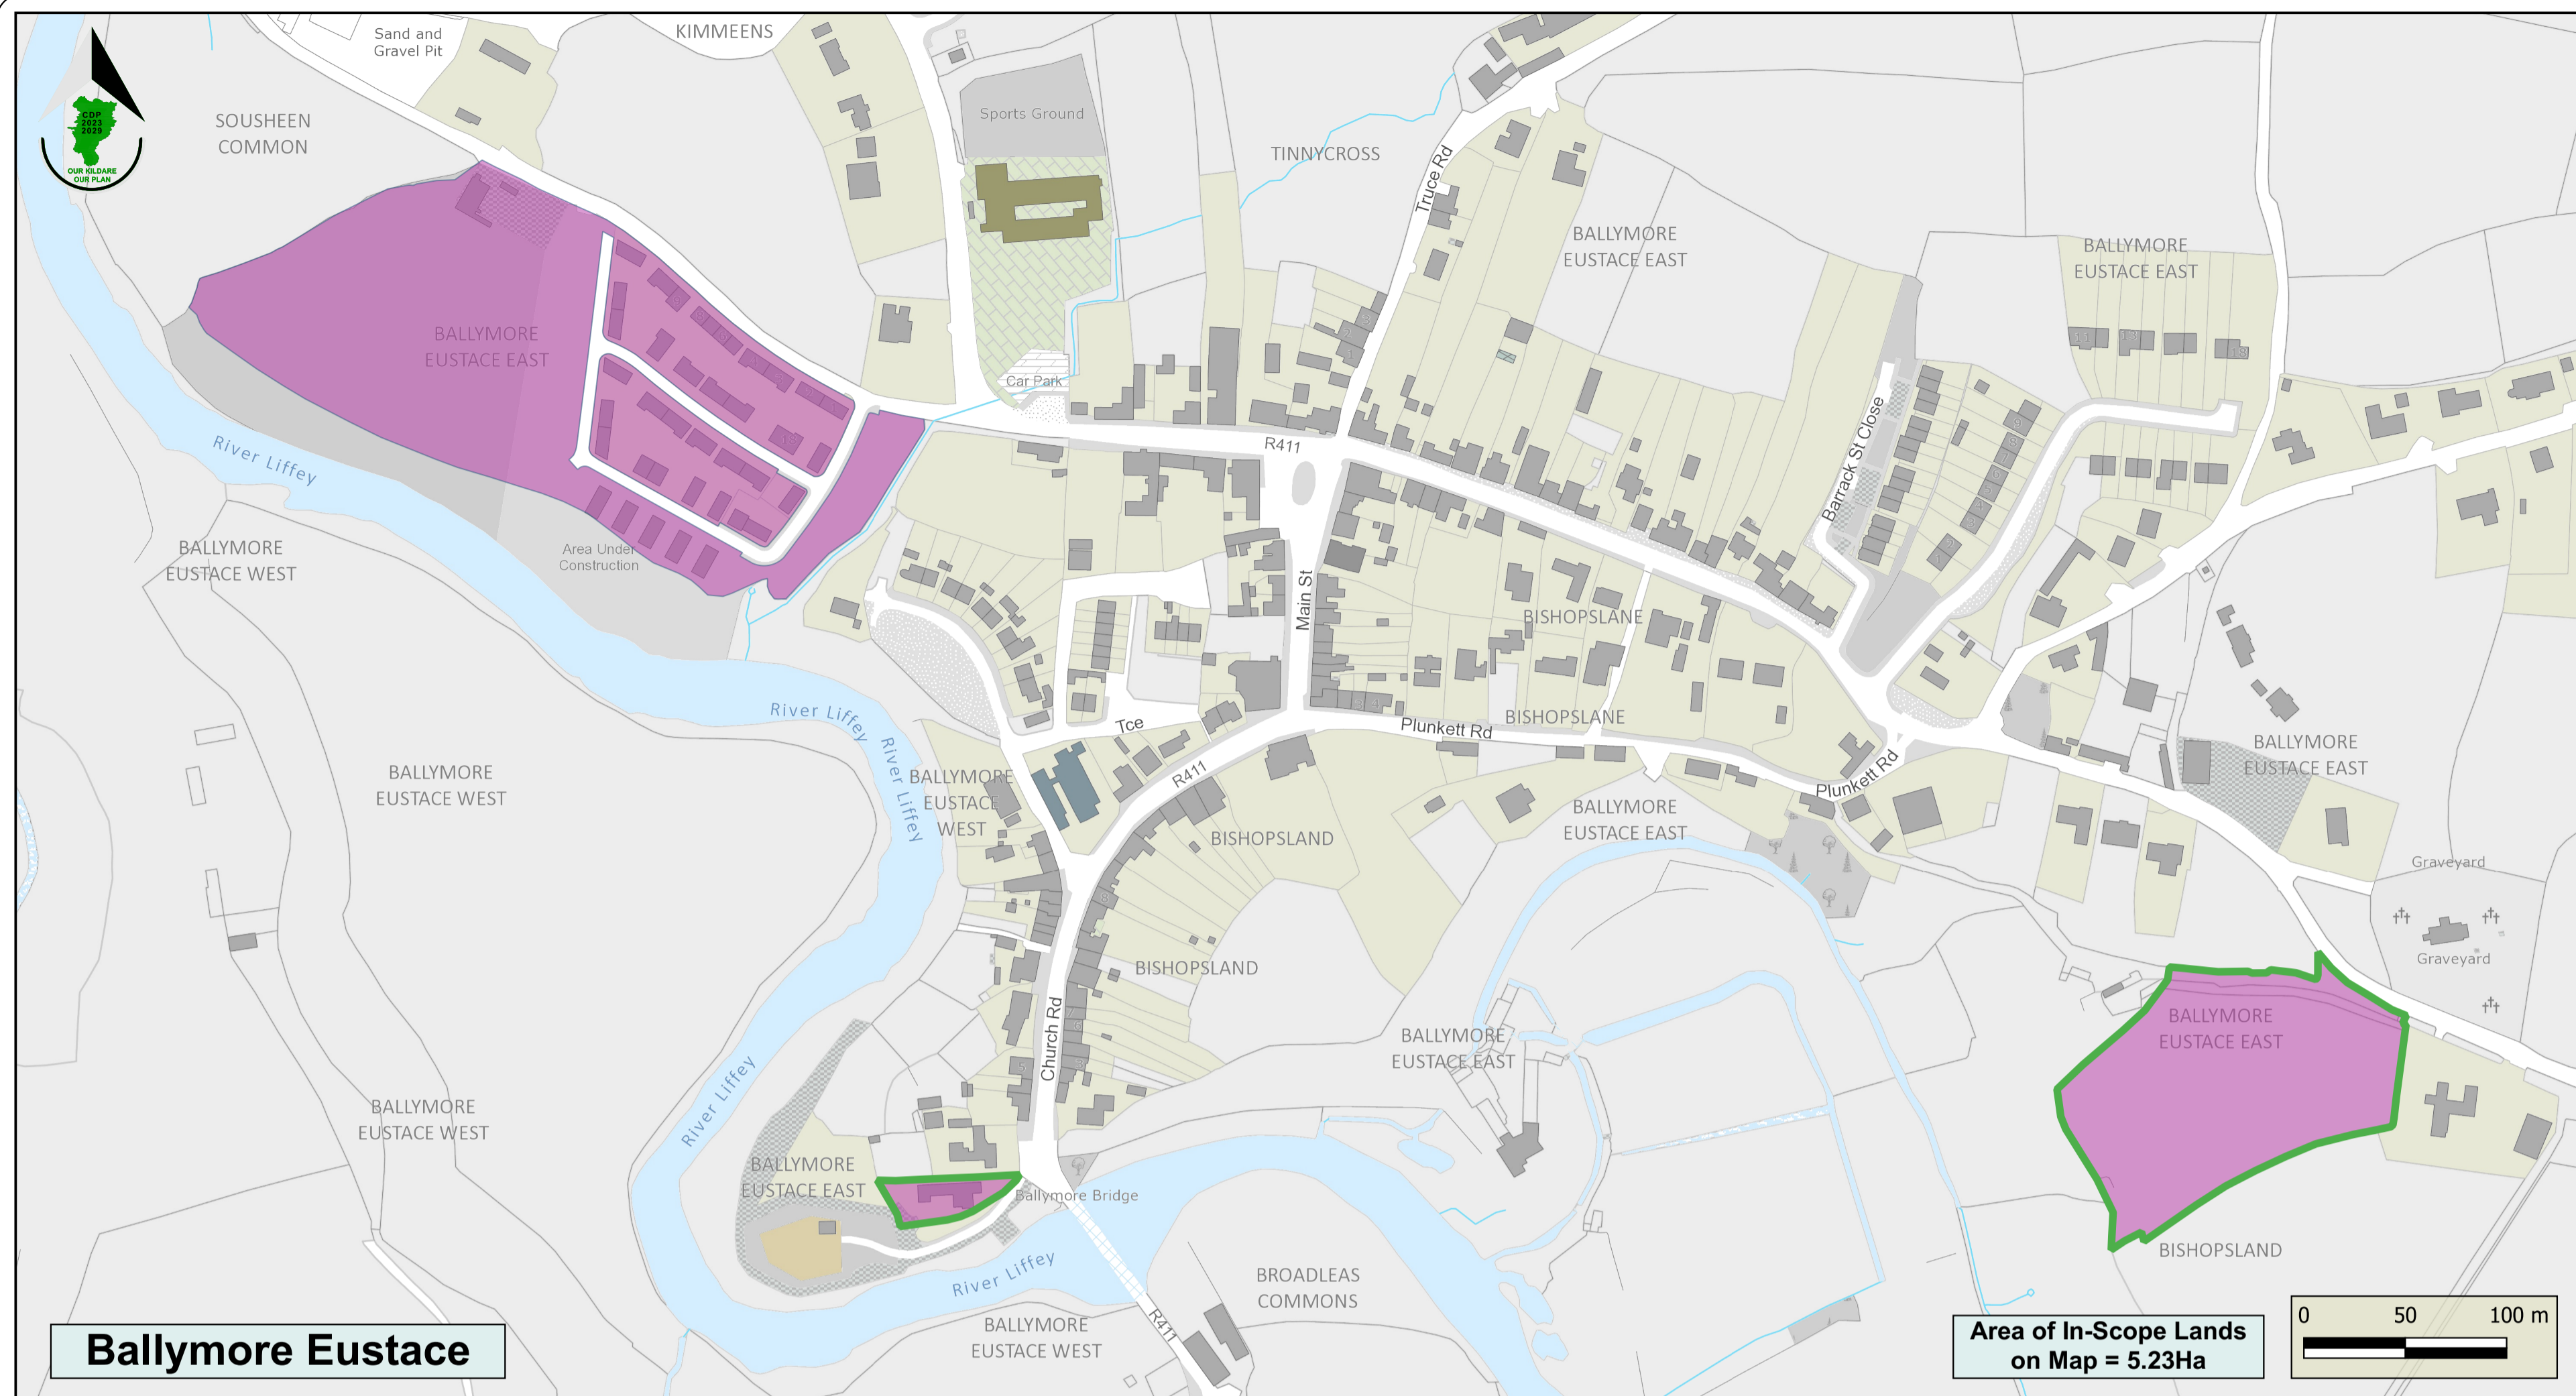 Sand and
Gravel Pit
KIMMEENS
CDP
2023
2029
OUR KILDARE
OUR PLAN
SOUSHEEN
COMMON
Sports Ground
TINNYCROSS
Truce Rd
BALLYMORE
EUSTACE EAST
BALLYMORE
EUSTACE EAST
BALLYMORE
EUSTACE EAST
Car Park
R411
Barrack St Close
River Liffey
Area Under
Construction
BALLYMORE
EUSTACE WEST
Main St
BISHOPSLANE
River Liffey
River Liffey
Tce
Plunkett Rd
BISHOPSLANE
BALLYMORE
EUSTACE WEST
BALLYMORE
EUSTACE
WEST
R411
Plunkett Rd
BALLYMORE
EUSTACE EAST
BISHOPSLAND
BALLYMORE
EUSTACE EAST
Graveyard
Graveyard
BISHOPSLAND
Church Rd
BALLYMORE
EUSTACE EAST
BALLYMORE
EUSTACE EAST
River Liffey
BALLYMORE
EUSTACE WEST
BALLYMORE
EUSTACE EAST
Ballymore Bridge
River Liffey
BISHOPSLAND
BROADLEAS
COMMONS
BALLYMORE
EUSTACE WEST
R411
Ballymore Eustace
Area of In-Scope Lands
on Map = 5.23Ha
0 50 100 m